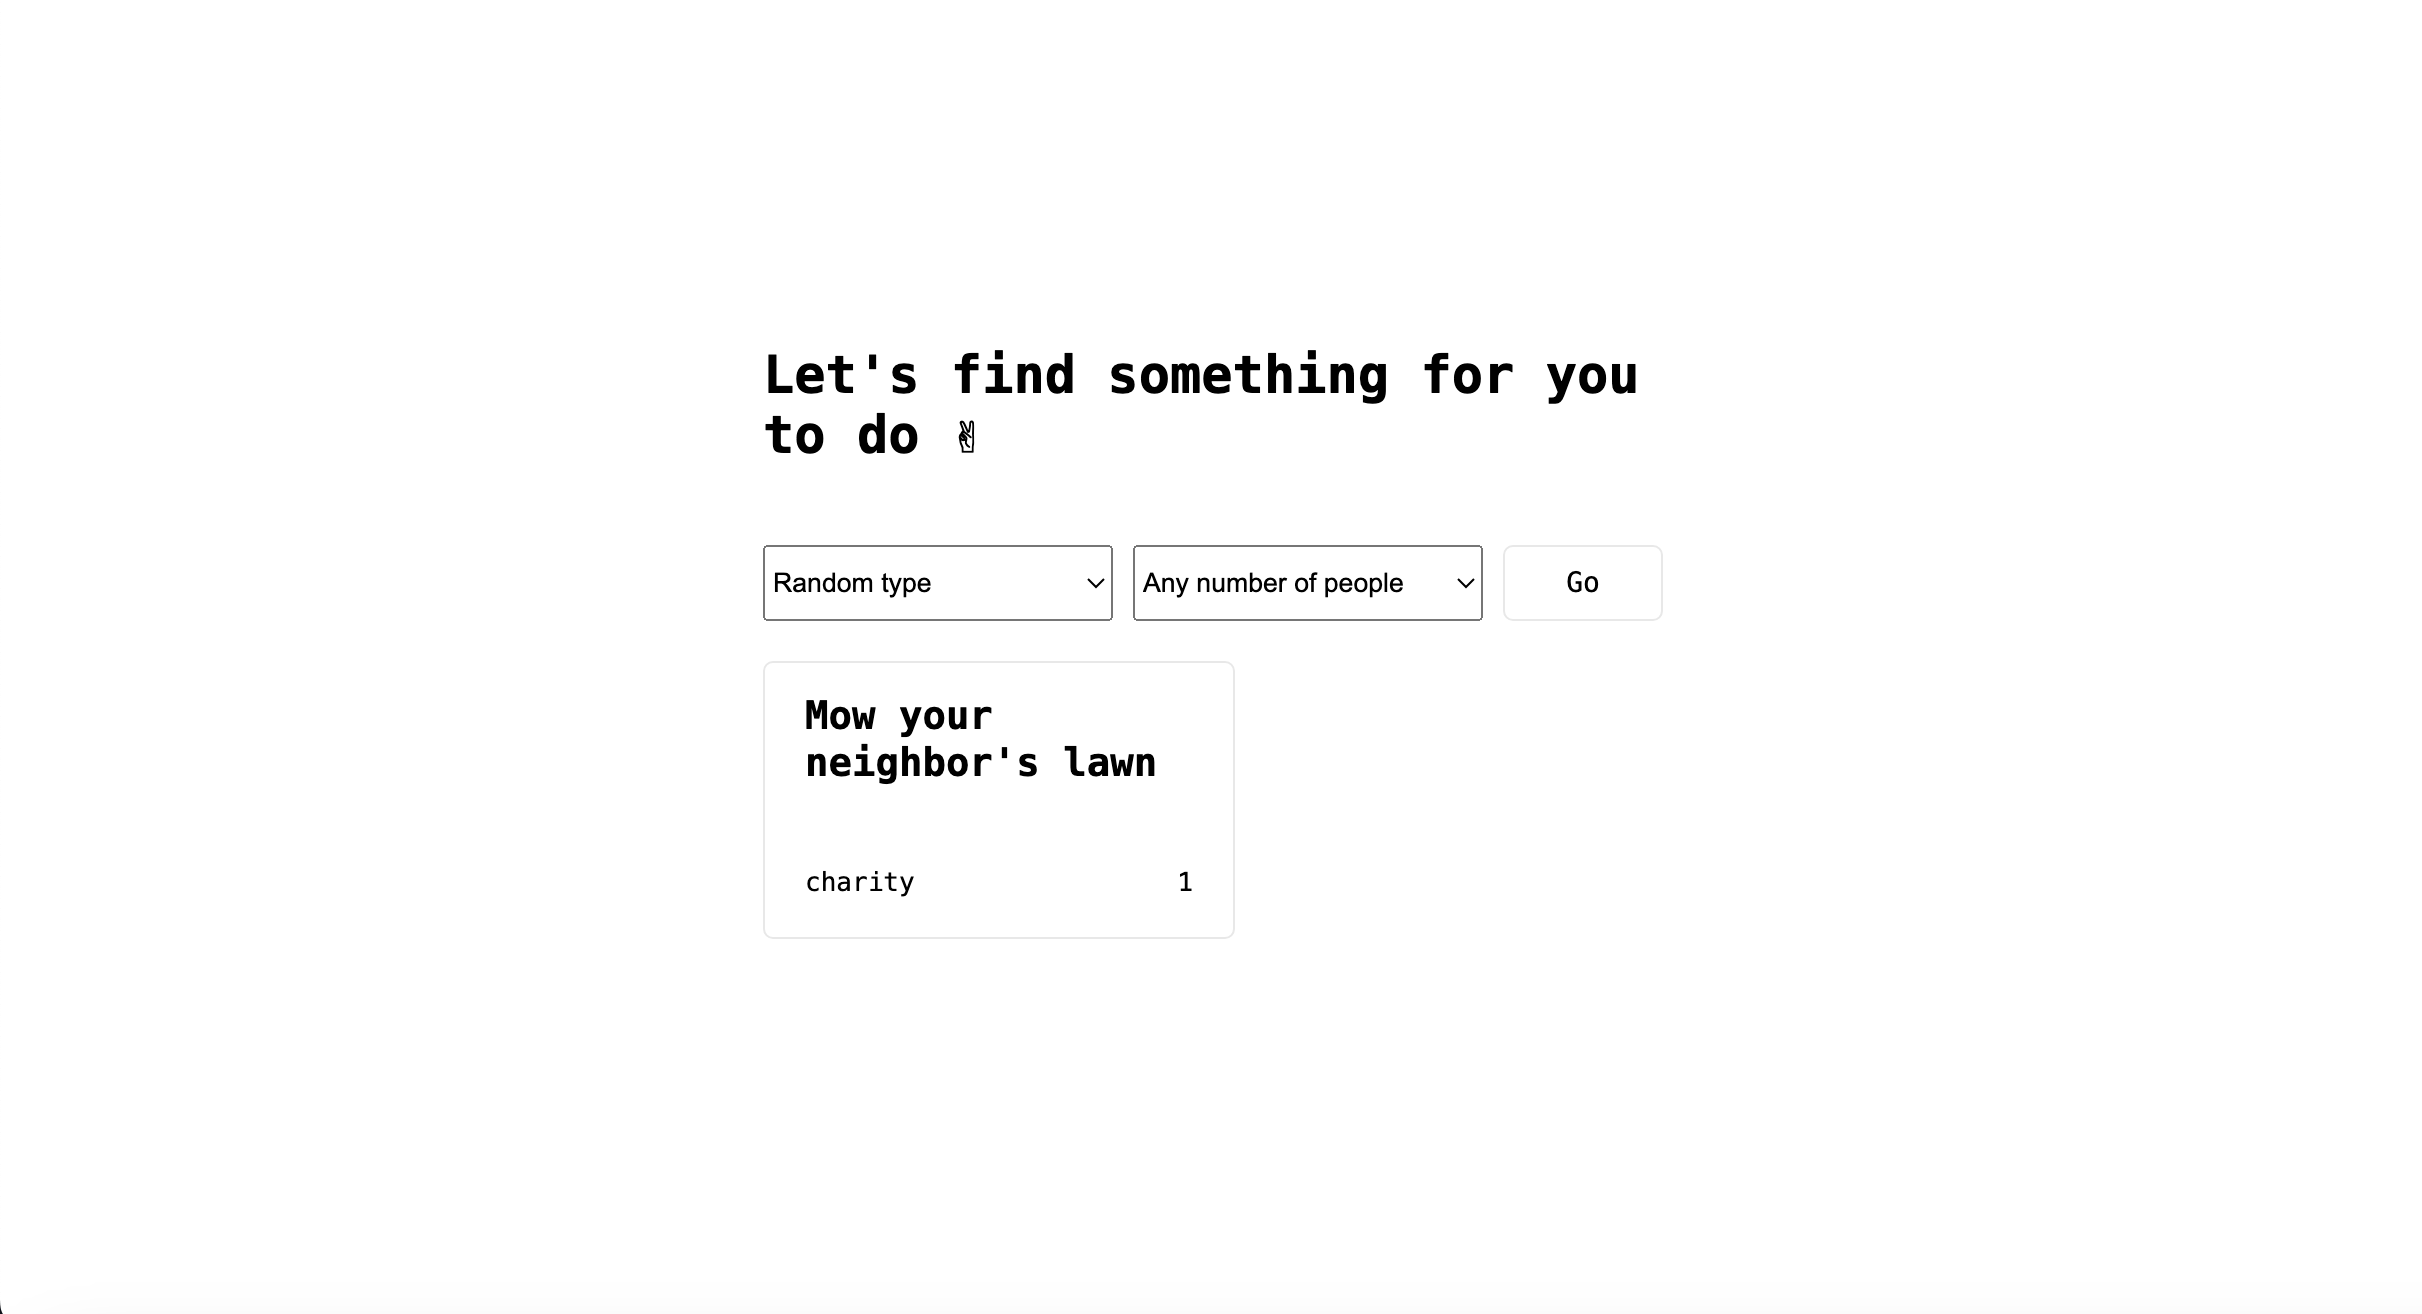 Let's find something for you
to do ✌
Random type
Any number of people
Go
Mow your
neighbor's lawn
charity
1